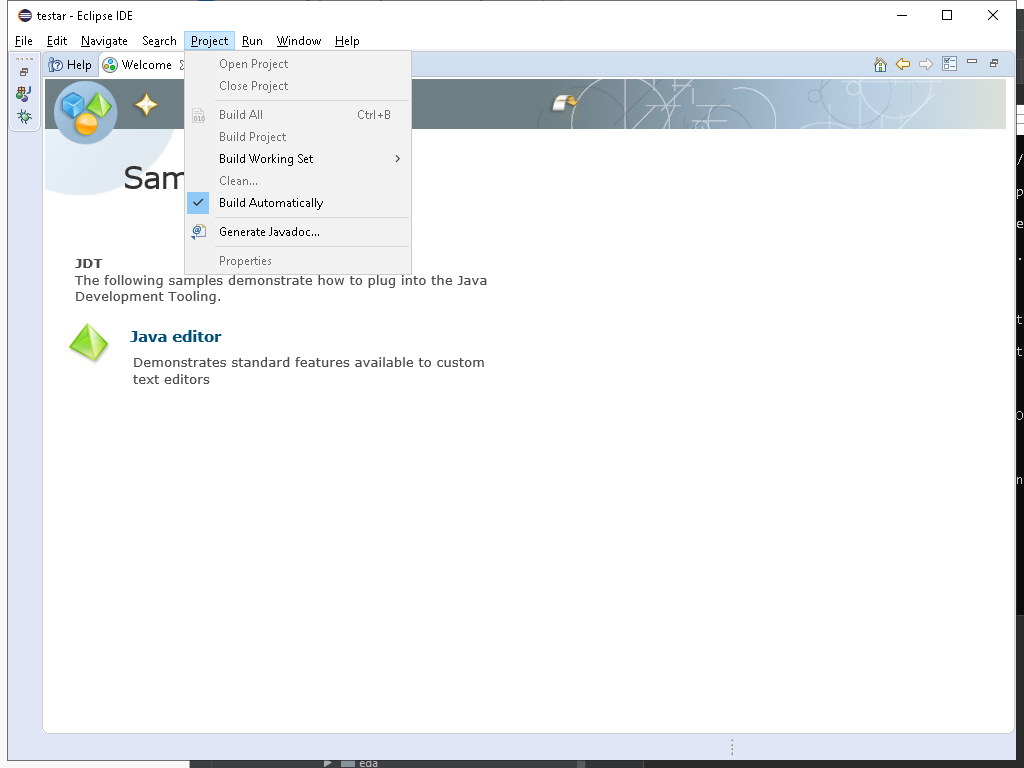 testar - Eclipse IDE
File Edit Navigate Search Project Run Window Help
Help Welcome
Open Project
Close Project
010 Build All Ctrl+B
Build Project
Build Working Set
Clean...
Build Automatically
@ Generate Javadoc...
Properties
Sam
JDT
The following samples demonstrate how to plug into the Java
Development Tooling.
Java editor
Demonstrates standard features available to custom
text editors
eda